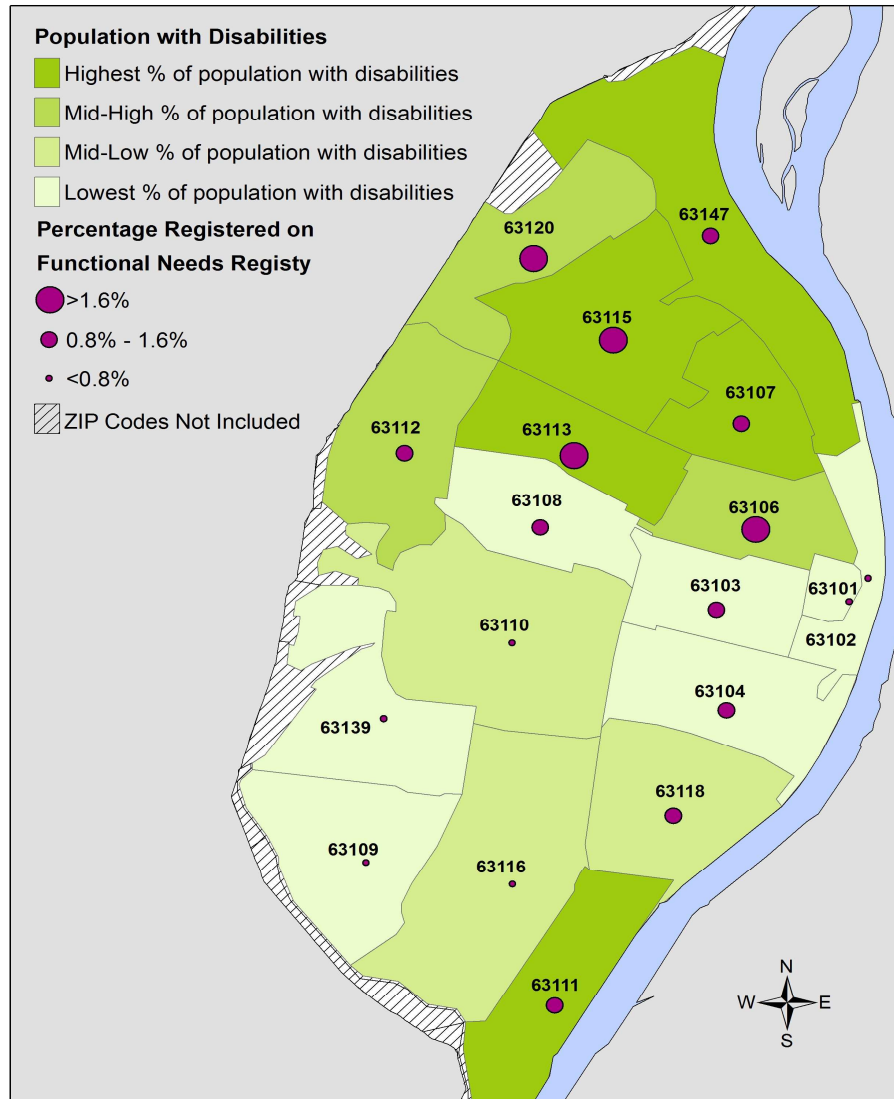 Population with Disabilities
Highest % of population with disabilities
Mid-High % of population with disabilities
Mid-Low % of population with disabilities
Lowest % of population with disabilities
Percentage Registered on
Functional Needs Registy
>1.6%
0.8% - 1.6%
<0.8%
ZIP Codes Not Included
63147
63120
63115
63107
63112
63113
63108
63106
63103
63101
63110
63102
63104
63139
63118
63109
63116
63111
N
W
E
S